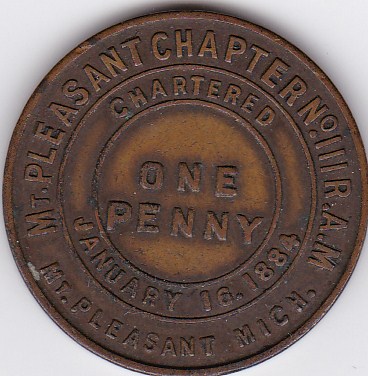 MT. PLEASANT CHAPTER NO. 111 R.A.M
MT. PLEASANT MICH.
CHARTERED
JANUARY 16. 1884
ONE
PENNY